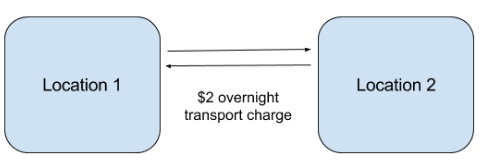 Location 1
Location 2
$2 overnight
transport charge